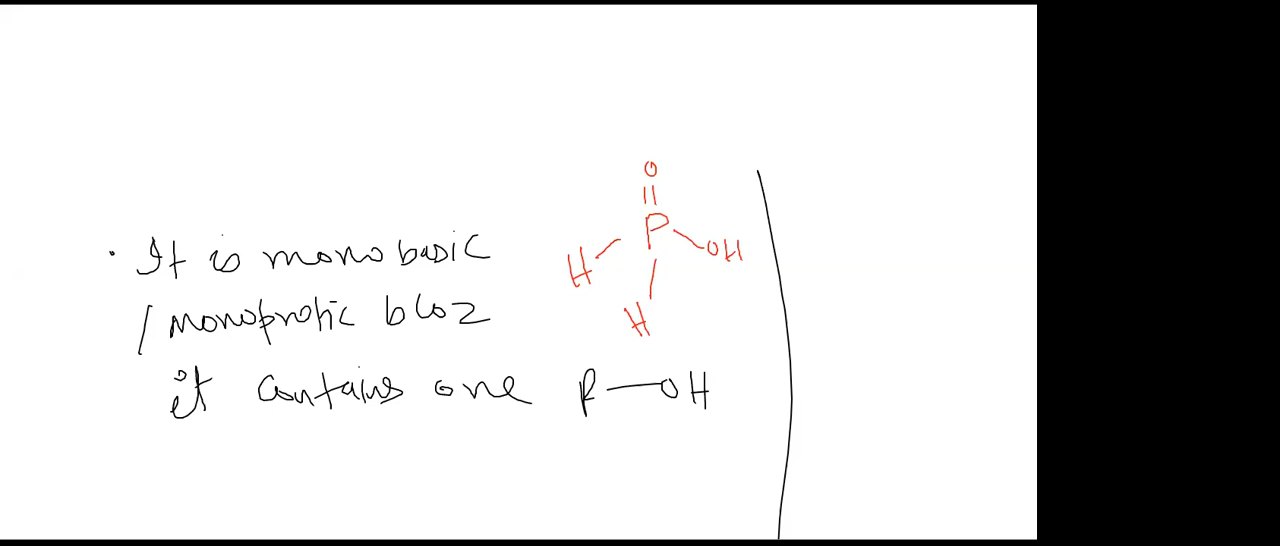 O
||
P
H
OH
H
· It is monobasic
/ monoprotic bcoz
it contains one P—OH